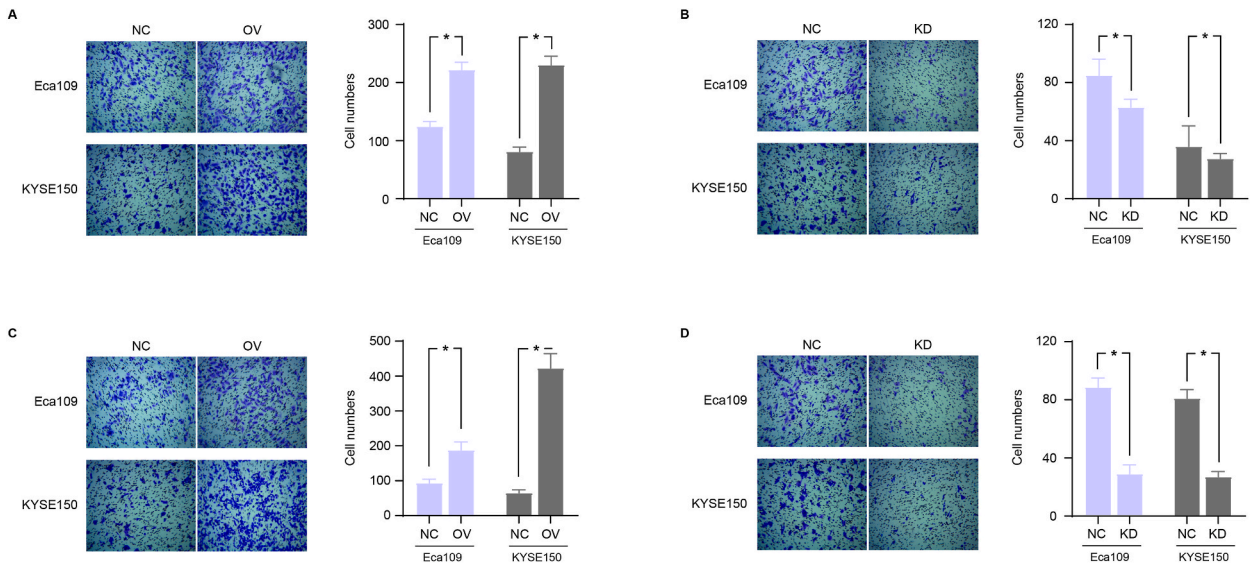 A
NC OV
Eca109
KYSE150
Cell numbers
300
200
100
0
* *
NC OV NC OV
Eca109 KYSE150
B
NC KD
Eca109
KYSE150
Cell numbers
120
80
40
0
* *
NC KD NC KD
Eca109 KYSE150
C
NC OV
Eca109
KYSE150
Cell numbers
500
400
300
200
100
0
* *
NC OV NC OV
Eca109 KYSE150
D
NC KD
Eca109
KYSE150
Cell numbers
120
80
40
0
* *
NC KD NC KD
Eca109 KYSE150